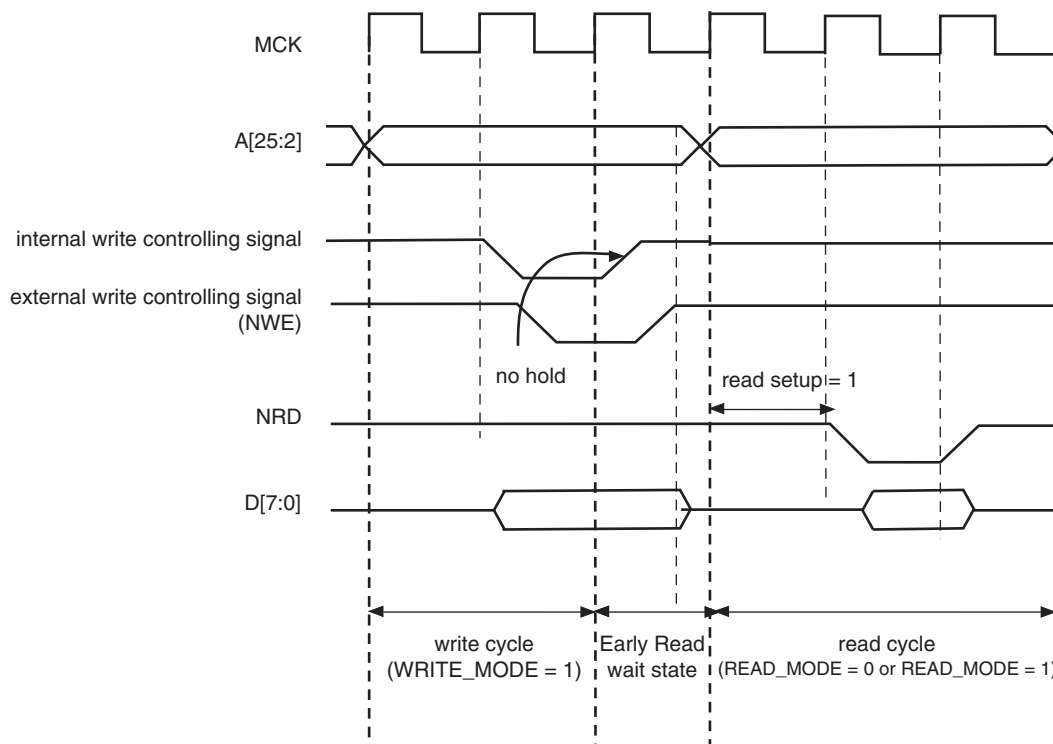 MCK
A[25:2]
internal write controlling signal
external write controlling signal
(NWE)
no hold
read setup = 1
NRD
D[7:0]
write cycle
(WRITE_MODE = 1)
Early Read
wait state
read cycle
(READ_MODE = 0 or READ_MODE = 1)